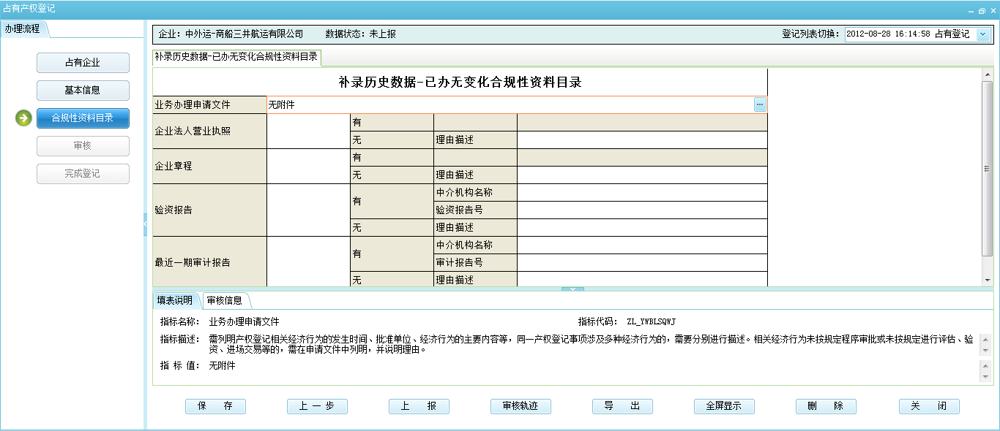 占有产权登记
办理流程
占有企业
基本信息
合规性资料目录
审核
完成登记
企业：中外运-商船三井航运有限公司 数据状态：未上报 登记列表切换：2012-08-28 16:14:58 占有登记
补录历史数据-已办无变化合规性资料目录
补录历史数据-已办无变化合规性资料目录
业务办理申请文件 无附件 ...
企业法人营业执照 有
无 理由描述
企业章程 有
无 理由描述
验资报告 有 中介机构名称
验资报告号
无 理由描述
最近一期审计报告 有 中介机构名称
审计报告号
无 理由描述
填表说明 审核信息
指标名称： 业务办理申请文件 指标代码： ZL_YWBLSQWJ
指标描述： 需列明产权登记相关经济行为的发生时间、批准单位、经济行为的主要内容等，同一产权登记事项涉及多种经济行为的，需要分别进行描述。相关经济行为未按规定程序审批或未按规定进行评估、验
资、进场交易等的，需在申请文件中列明，并说明理由。
指 标 值： 无附件
保 存 上 一 步 上 报 审核轨迹 导 出 全屏显示 删 除 关 闭